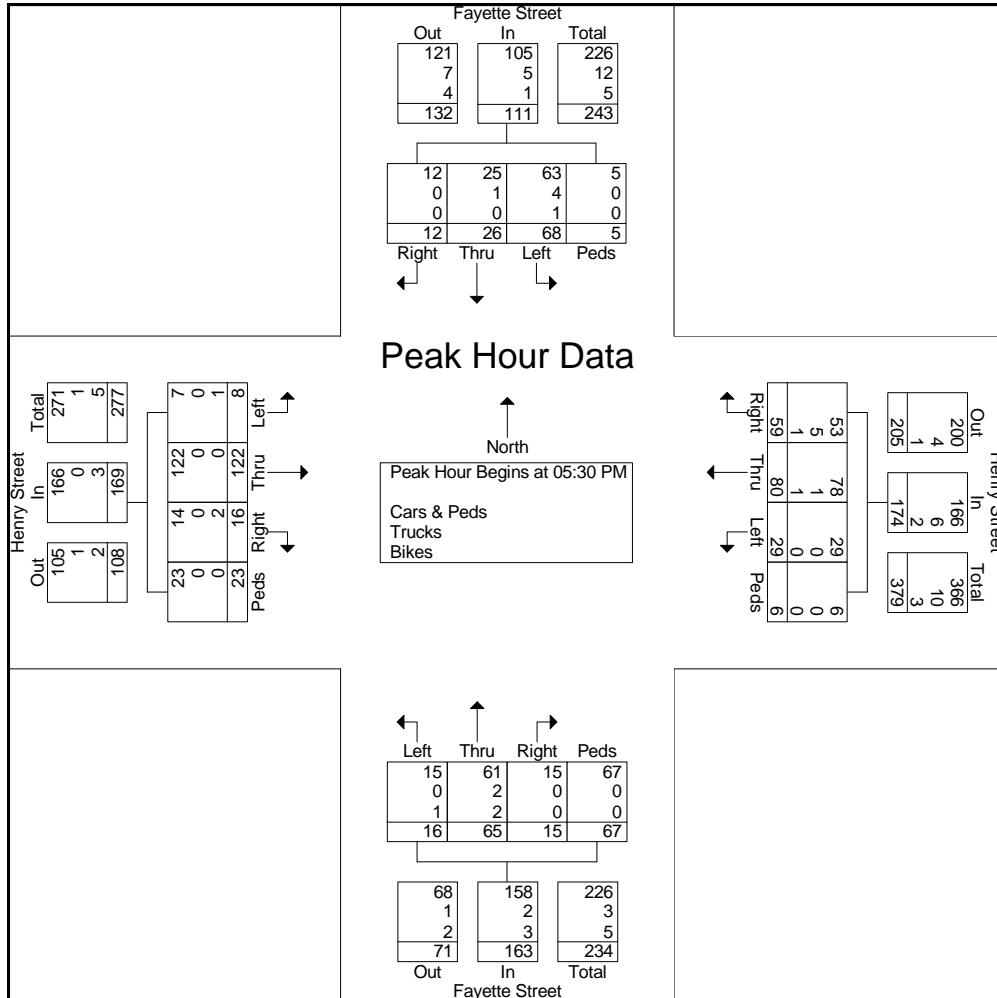 Fayette Street
Out In Total
121 105 226
7 5 12
4 1 5
132 111 243
12 25 63 5
0 1 4 0
0 0 1 0
12 26 68 5
Right Thru Left Peds
Peak Hour Data
North
Peak Hour Begins at 05:30 PM
Cars & Peds
Trucks
Bikes
Henry Street
Out In Total
105 166 271
1 0 1
2 3 5
108 169 277
23 14 122 7
0 0 0 0
0 2 0 1
23 16 122 8
Peds Right Thru Left
Henry Street
Out In Total
200 166 366
4 6 10
1 2 3
205 174 379
53 78 29 6
5 1 0 0
1 1 0 0
59 80 29 6
Right Thru Left Peds
Left Thru Right Peds
15 61 15 67
0 2 0 0
1 2 0 0
16 65 15 67
68 158 226
1 2 3
2 3 5
71 163 234
Out In Total
Fayette Street